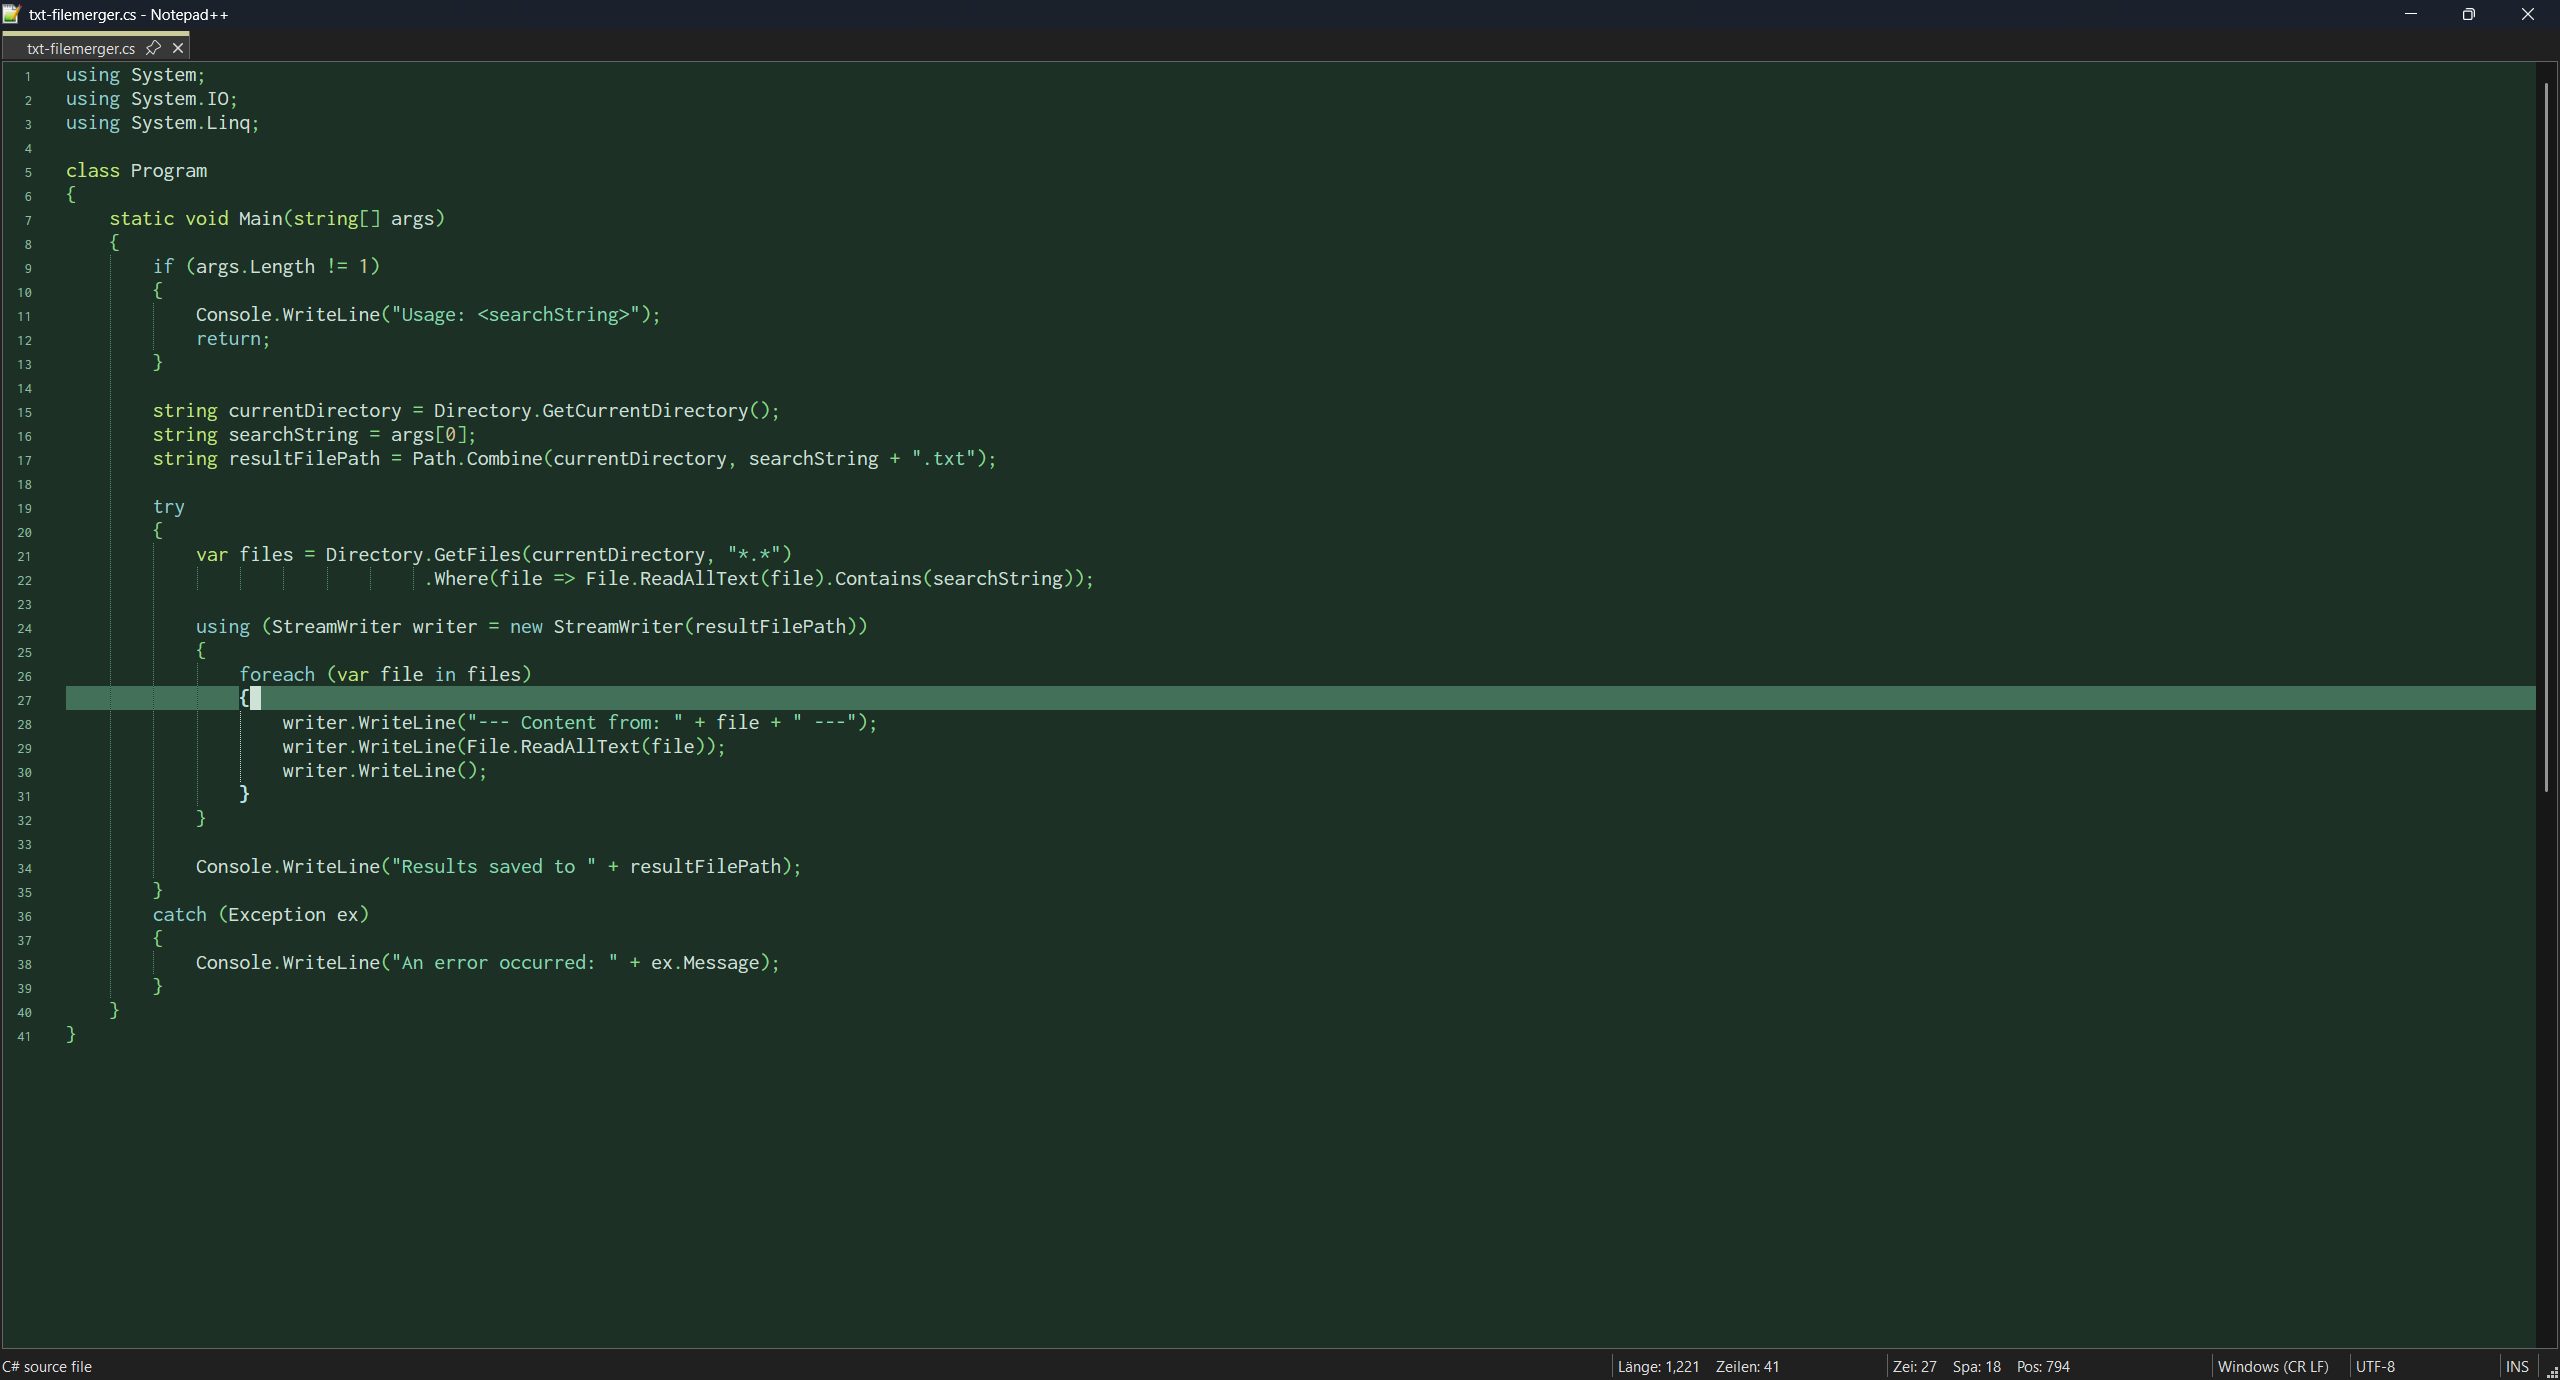 txt-filemerger.cs - Notepad++
txt-filemerger.cs
1 using System;
2 using System.IO;
3 using System.Linq;
4
5 class Program
6 {
7     static void Main(string[] args)
8     {
9         if (args.Length != 1)
10         {
11             Console.WriteLine("Usage: <searchString>");
12             return;
13         }
14
15         string currentDirectory = Directory.GetCurrentDirectory();
16         string searchString = args[0];
17         string resultFilePath = Path.Combine(currentDirectory, searchString + ".txt");
18
19         try
20         {
21             var files = Directory.GetFiles(currentDirectory, "*.*")
22                                  .Where(file => File.ReadAllText(file).Contains(searchString));
23
24             using (StreamWriter writer = new StreamWriter(resultFilePath))
25             {
26                 foreach (var file in files)
27                 {
28                     writer.WriteLine("--- Content from: " + file + " ---");
29                     writer.WriteLine(File.ReadAllText(file));
30                     writer.WriteLine();
31                 }
32             }
33
34             Console.WriteLine("Results saved to " + resultFilePath);
35         }
36         catch (Exception ex)
37         {
38             Console.WriteLine("An error occurred: " + ex.Message);
39         }
40     }
41 }
C# source file Länge: 1,221 Zeilen: 41 Zei: 27 Spa: 18 Pos: 794 Windows (CR LF) UTF-8 INS